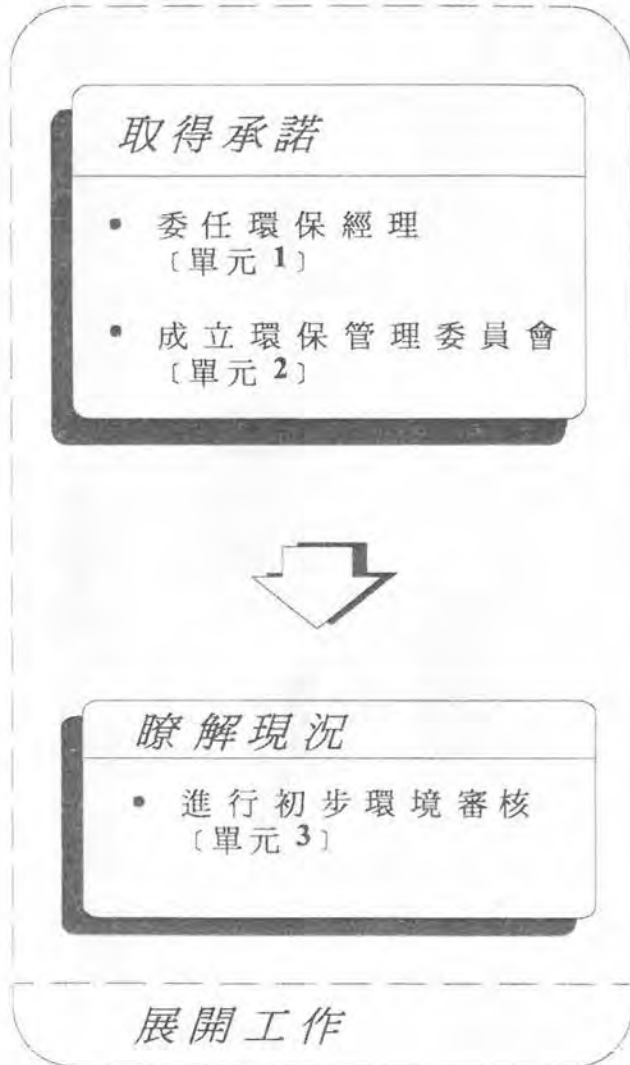 取得承諾
• 委任環保經理
〔單元 1〕
• 成立環保管理委員會
〔單元 2〕
瞭解現況
• 進行初步環境審核
〔單元 3〕
展開工作